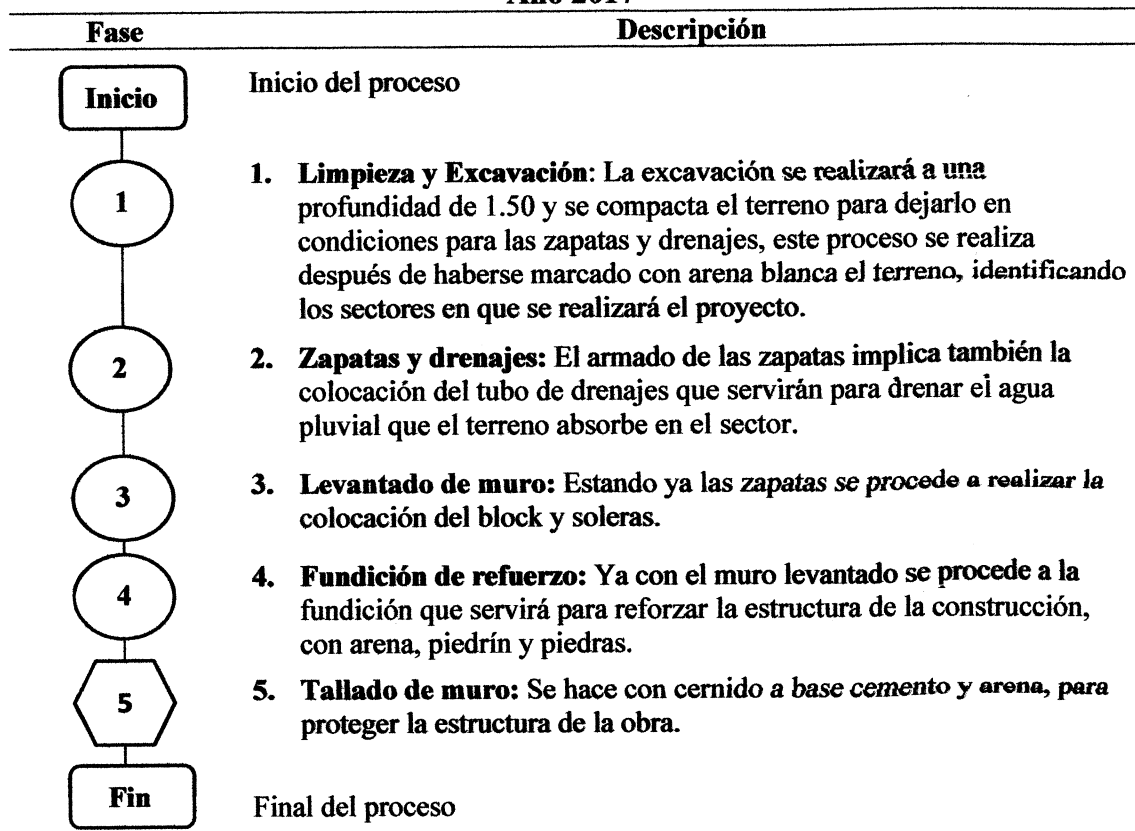 Año 2017
Fase Descripción
Inicio Inicio del proceso
1 1. Limpieza y Excavación: La excavación se realizará a una
profundidad de 1.50 y se compacta el terreno para dejarlo en
condiciones para las zapatas y drenajes, este proceso se realiza
después de haberse marcado con arena blanca el terreno, identificando
los sectores en que se realizará el proyecto.
2 2. Zapatas y drenajes: El armado de las zapatas implica también la
colocación del tubo de drenajes que servirán para drenar el agua
pluvial que el terreno absorbe en el sector.
3 3. Levantado de muro: Estando ya las zapatas se procede a realizar la
colocación del block y soleras.
4 4. Fundición de refuerzo: Ya con el muro levantado se procede a la
fundición que servirá para reforzar la estructura de la construcción,
con arena, piedrín y piedras.
5 5. Tallado de muro: Se hace con cernido a base cemento y arena, para
proteger la estructura de la obra.
Fin Final del proceso